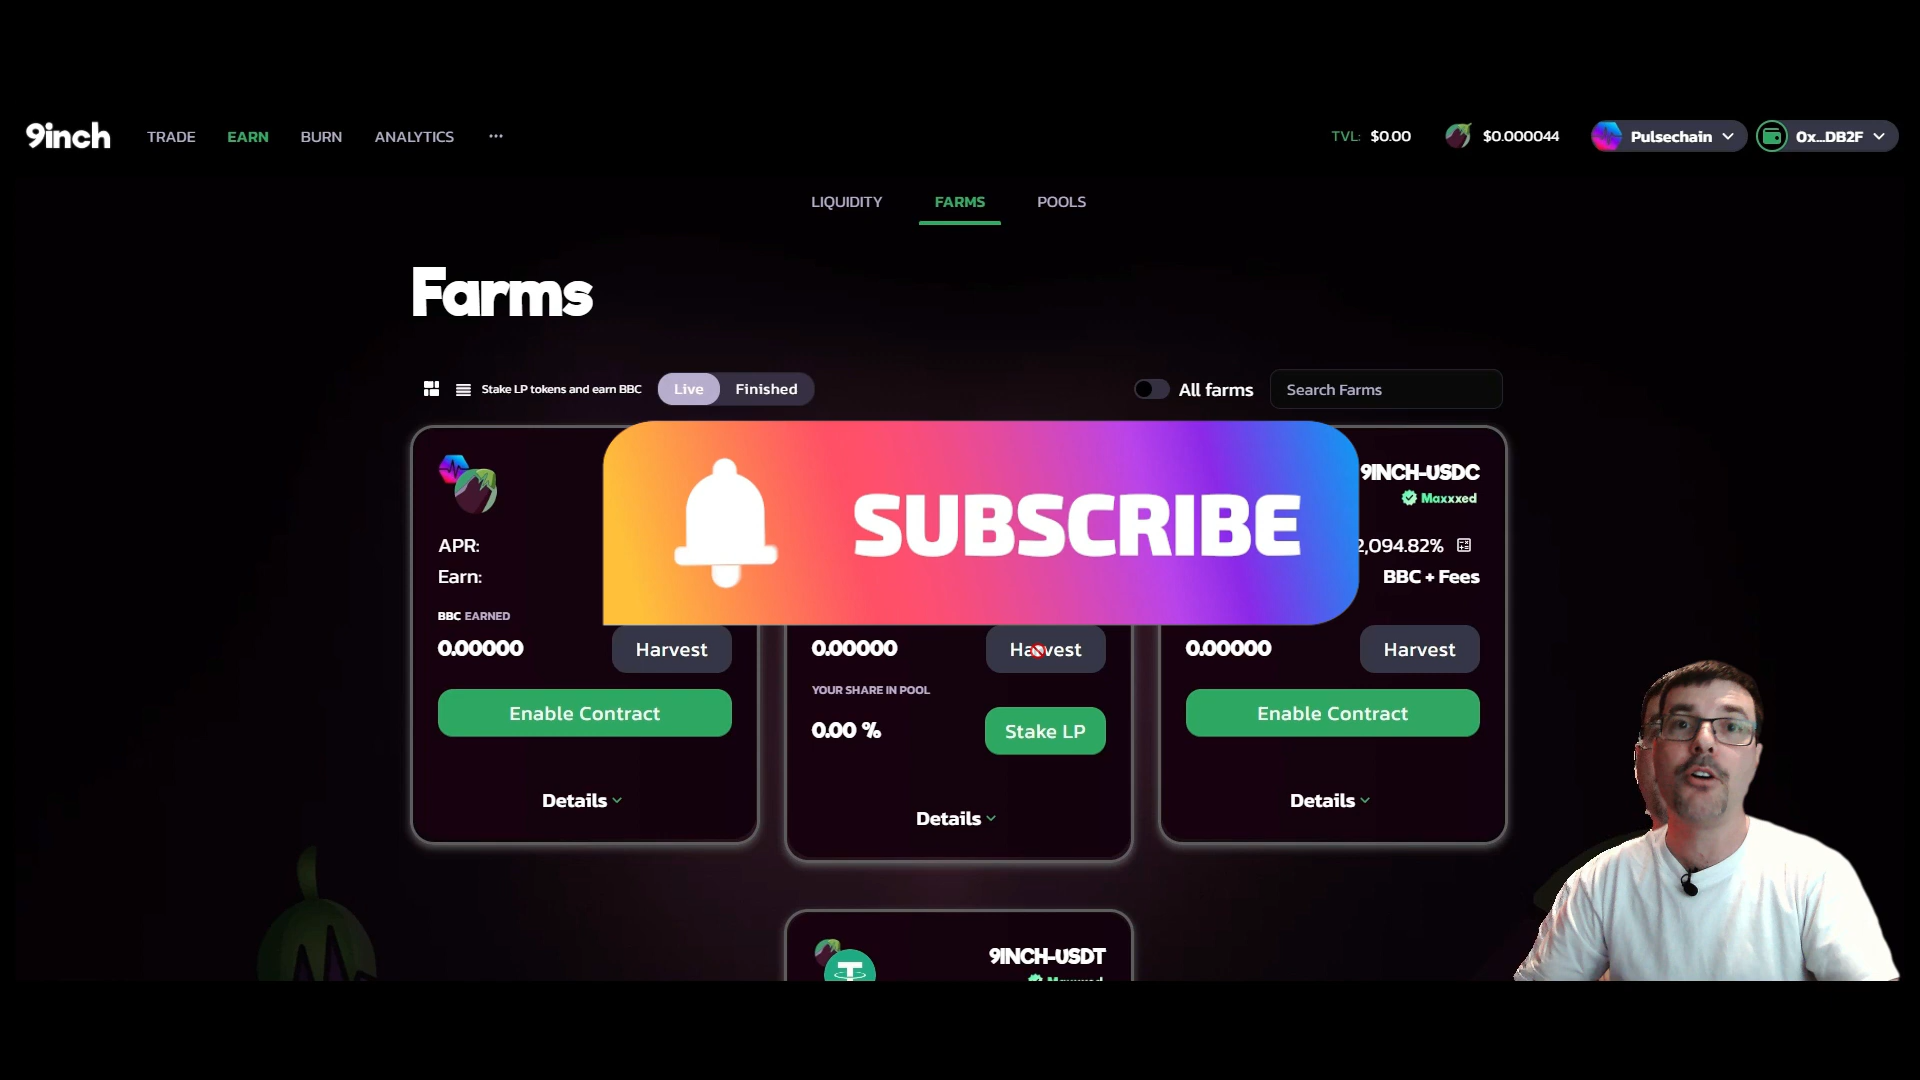 9inch TRADE EARN BURN ANALYTICS ... TVL: $0.00 $0.000044 Pulsechain 0x...DB2F
LIQUIDITY FARMS POOLS
Farms
Stake LP tokens and earn BBC Live Finished All farms Search Farms
SUBSCRIBE
9INCH-USDC
Maxxxed
APR: 2,094.82%
Earn: BBC + Fees
BBC EARNED
0.00000 Harvest 0.00000 Harvest 0.00000 Harvest
YOUR SHARE IN POOL
Enable Contract 0.00 % Stake LP Enable Contract
Details Details Details
9INCH-USDT